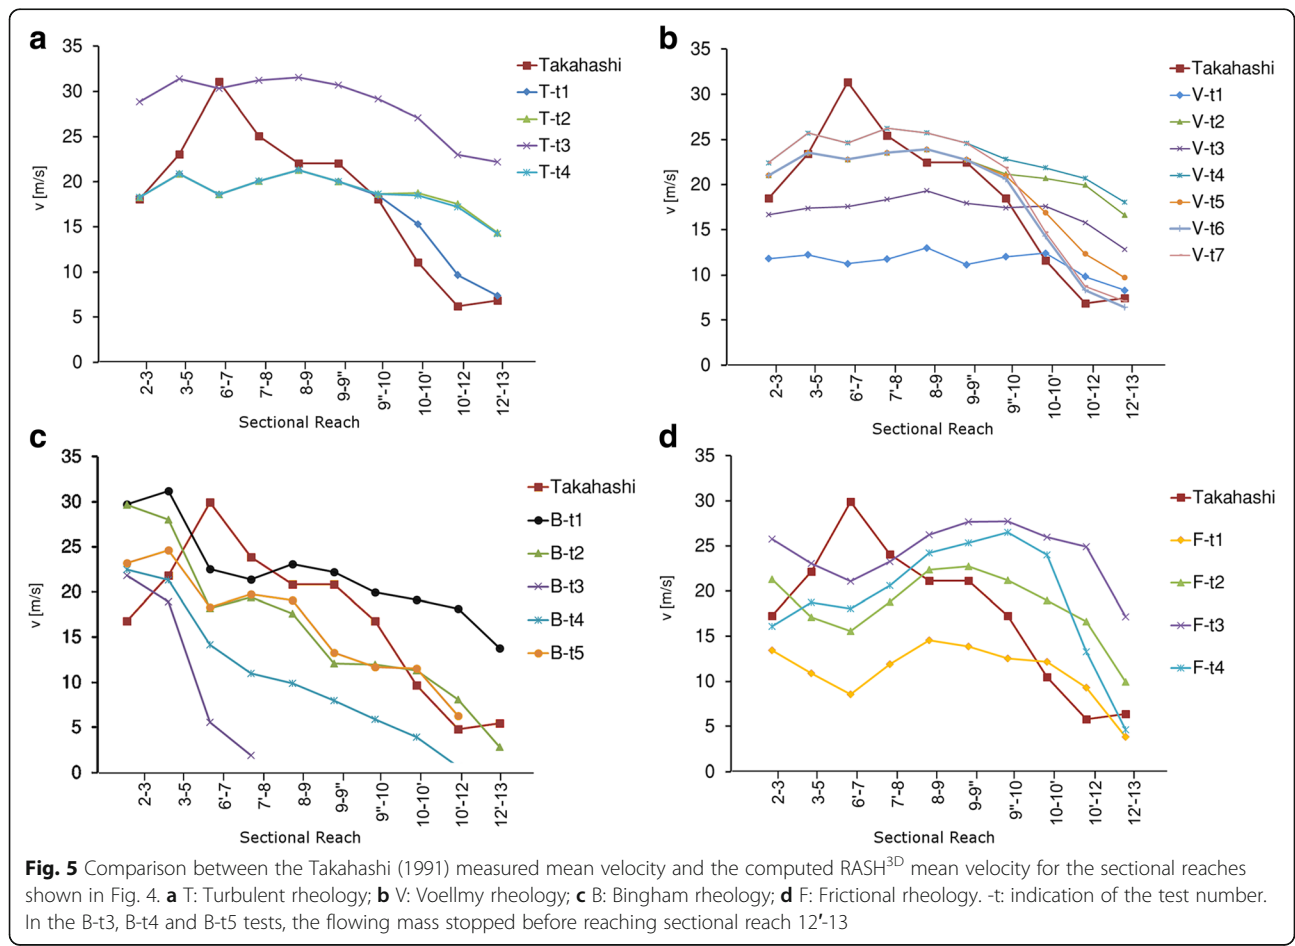 a
35
30
25
20
15
10
5
0
v [m/s]
2-3
3-5
6'-7
7'-8
8-9
9-9"
9"-10
10-10'
10'-12
12'-13
Sectional Reach
Takahashi
T-t1
T-t2
T-t3
T-t4
b
35
30
25
20
15
10
5
0
v [m/s]
2-3
3-5
6'-7
7'-8
8-9
9-9"
9"-10
10-10'
10'-12
12'-13
Sectional Reach
Takahashi
V-t1
V-t2
V-t3
V-t4
V-t5
V-t6
V-t7
c
35
30
25
20
15
10
5
0
v [m/s]
2-3
3-5
6'-7
7'-8
8-9
9-9"
9"-10
10-10'
10'-12
12'-13
Sectional Reach
Takahashi
B-t1
B-t2
B-t3
B-t4
B-t5
d
35
30
25
20
15
10
5
0
v [m/s]
2-3
3-5
6'-7
7'-8
8-9
9-9"
9"-10
10-10'
10'-12
12'-13
Sectional Reach
Takahashi
F-t1
F-t2
F-t3
F-t4
Fig. 5 Comparison between the Takahashi (1991) measured mean velocity and the computed RASH3D mean velocity for the sectional reaches
shown in Fig. 4. a T: Turbulent rheology; b V: Voellmy rheology; c B: Bingham rheology; d F: Frictional rheology. -t: indication of the test number.
In the B-t3, B-t4 and B-t5 tests, the flowing mass stopped before reaching sectional reach 12′-13